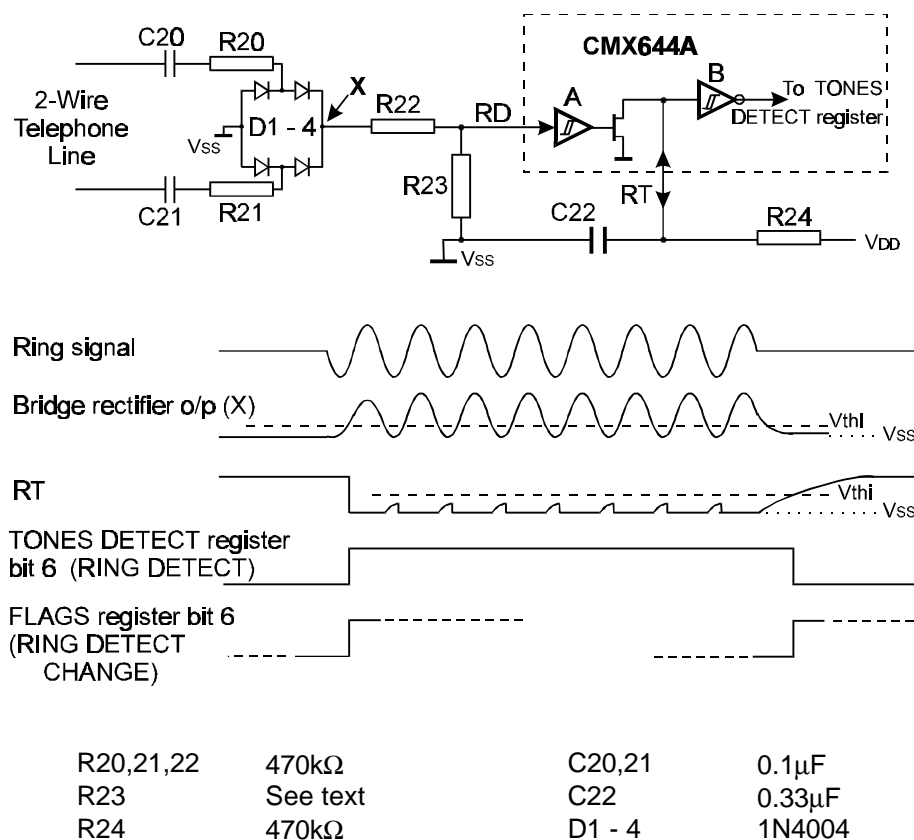 C20 R20
CMX644A
X
B
2-Wire
Telephone
Line
R22
RD
A
To TONES
DETECT register
VSS
D1 - 4
R23
RT
C21 R21
C22
R24
VSS
VDD
Ring signal
Bridge rectifier o/p (X)
Vthi
VSS
RT
Vthi
VSS
TONES DETECT register
bit 6 (RING DETECT)
FLAGS register bit 6
(RING DETECT
CHANGE)
R20,21,22 470kΩ C20,21 0.1μF
R23 See text C22 0.33μF
R24 470kΩ D1 - 4 1N4004